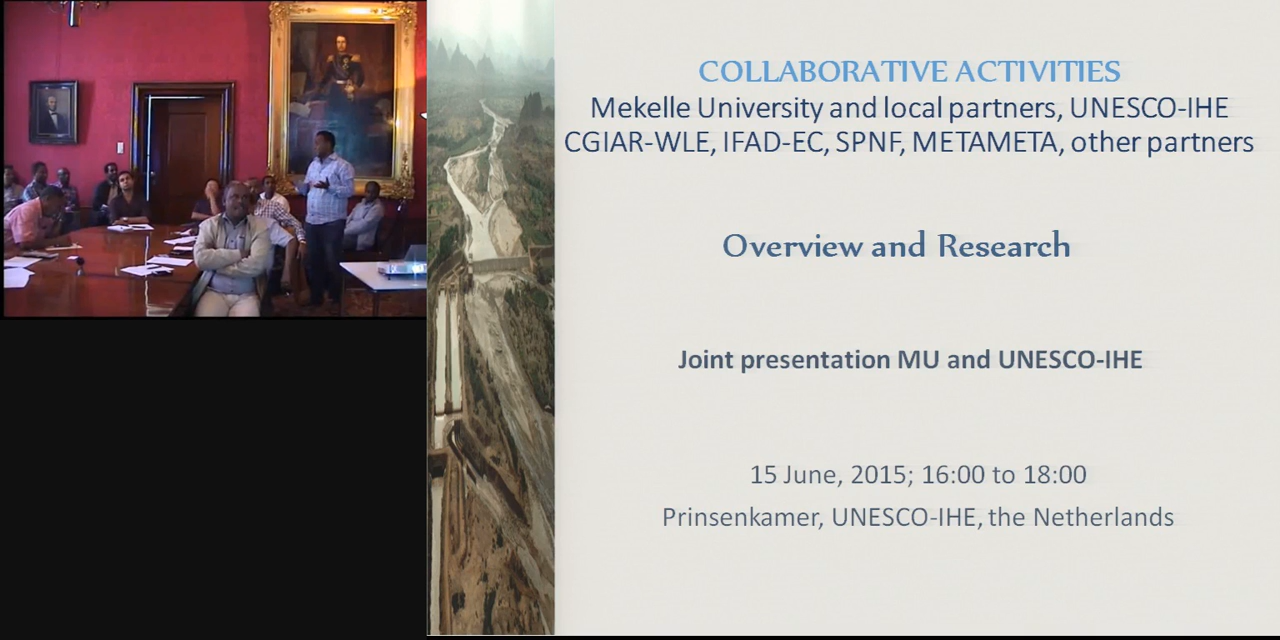 COLLABORATIVE ACTIVITIES
Mekelle University and local partners, UNESCO-IHE
CGIAR-WLE, IFAD-EC, SPNF, METAMETA, other partners
Overview and Research
Joint presentation MU and UNESCO-IHE
15 June, 2015; 16:00 to 18:00
Prinsenkamer, UNESCO-IHE, the Netherlands